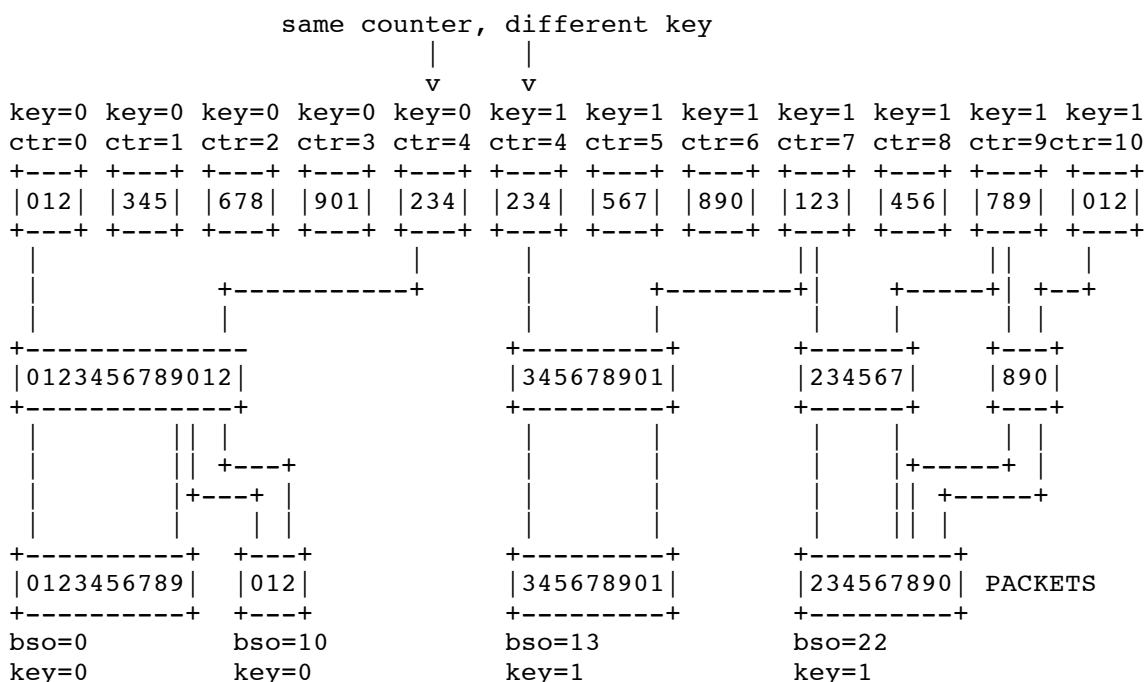 same counter, different key
key=0 key=0 key=0 key=0 key=0 key=1 key=1 key=1 key=1 key=1 key=1 key=1
ctr=0 ctr=1 ctr=2 ctr=3 ctr=4 ctr=4 ctr=5 ctr=6 ctr=7 ctr=8 ctr=9ctr=10
|012| |345| |678| |901| |234| |234| |567| |890| |123| |456| |789| |012|
|0123456789012| |345678901| |234567| |890|
|0123456789| |012| |345678901| |234567890| PACKETS
bso=0 bso=10 bso=13 bso=22
key=0 key=0 key=1 key=1